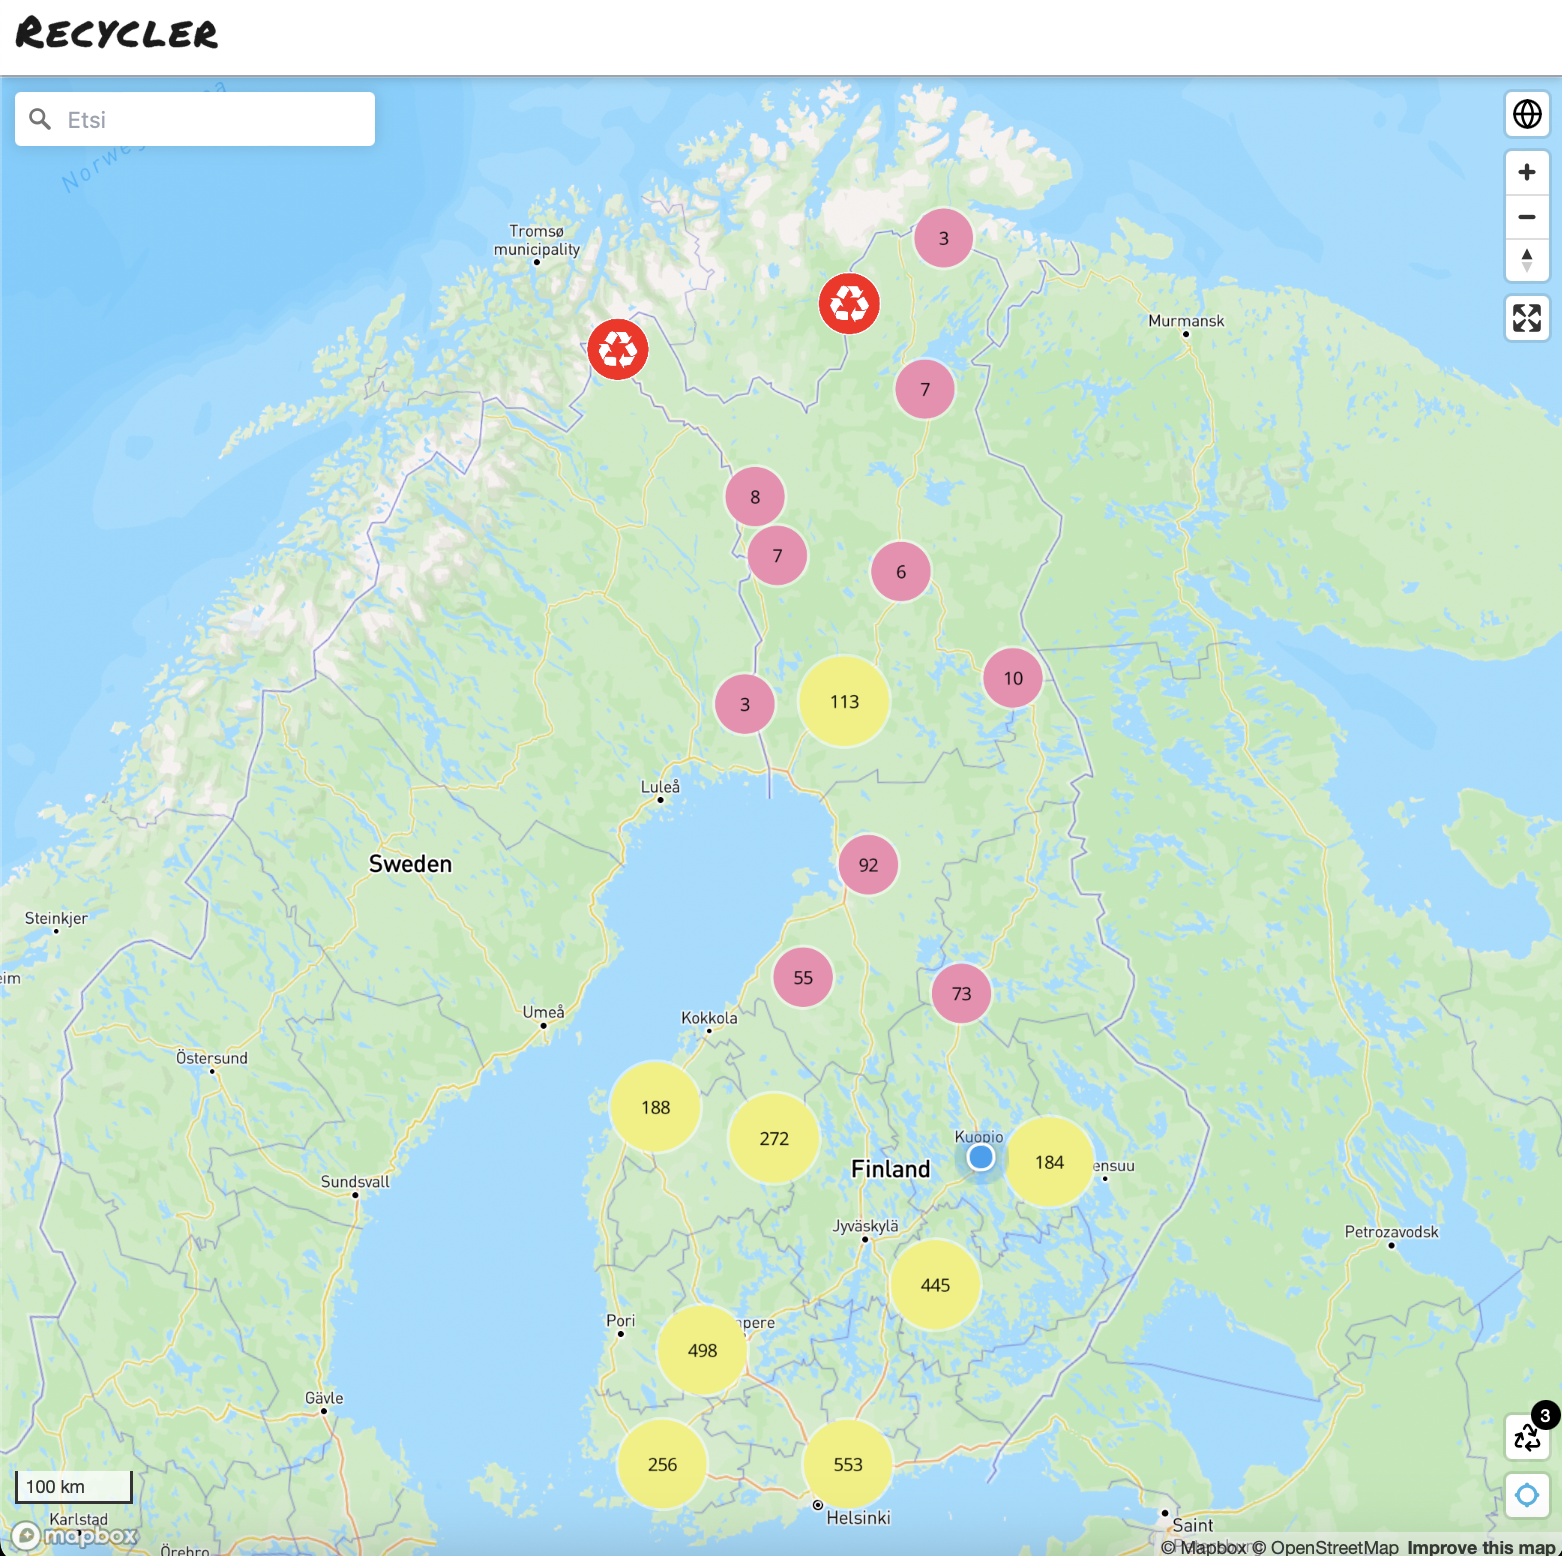 RECYCLER
Etsi
Tromsø
municipality
3
Murmansk
7
8
7
6
10
3
113
Luleå
Sweden
92
Steinkjer
eim
55
73
Kokkola
Umeå
Östersund
188
272
Kuopio
Finland
184
ensuu
Sundsvall
Jyväskylä
Petrozavodsk
445
Pori
pere
498
Gävle
3
256
553
100 km
Helsinki
Karlstad
mapbox
Saint
Örebro
© Mapbox © OpenStreetMap Improve this map